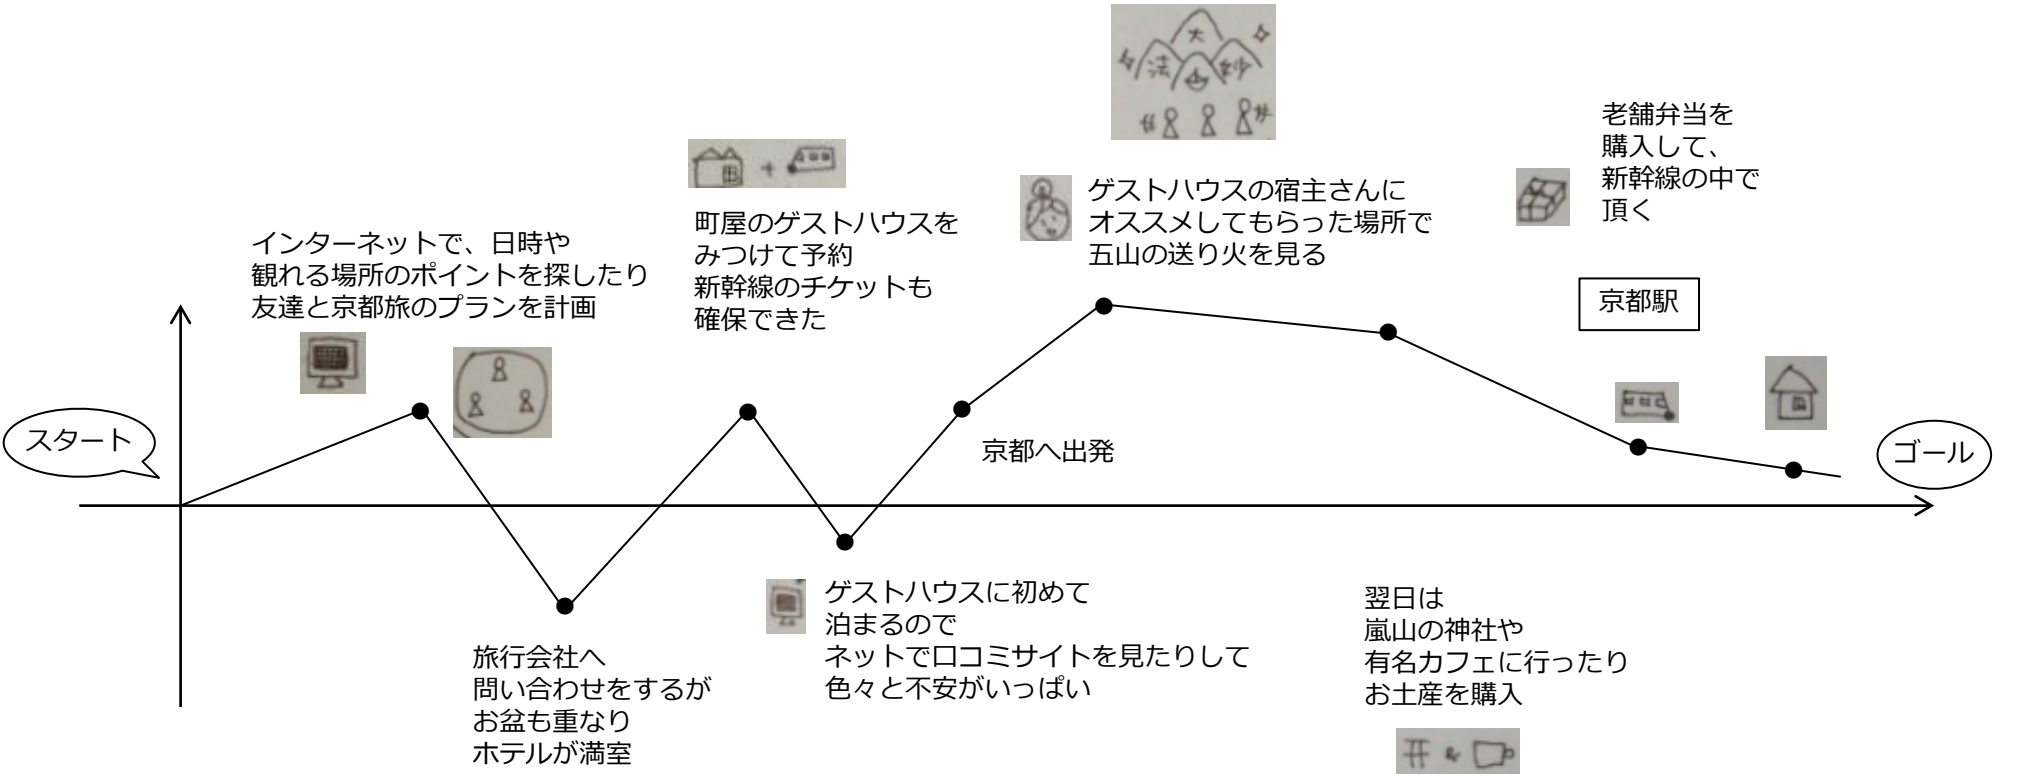 スタート
インターネットで、日時や
観れる場所のポイントを探したり
友達と京都旅のプランを計画
旅行会社へ
問い合わせをするが
お盆も重なり
ホテルが満室
町屋のゲストハウスを
みつけて予約
新幹線のチケットも
確保できた
ゲストハウスに初めて
泊まるので
ネットで口コミサイトを見たりして
色々と不安がいっぱい
京都へ出発
大
法
妙
ゲストハウスの宿主さんに
オススメしてもらった場所で
五山の送り火を見る
翌日は
嵐山の神社や
有名カフェに行ったり
お土産を購入
&
老舗弁当を
購入して、
新幹線の中で
頂く
京都駅
ゴール